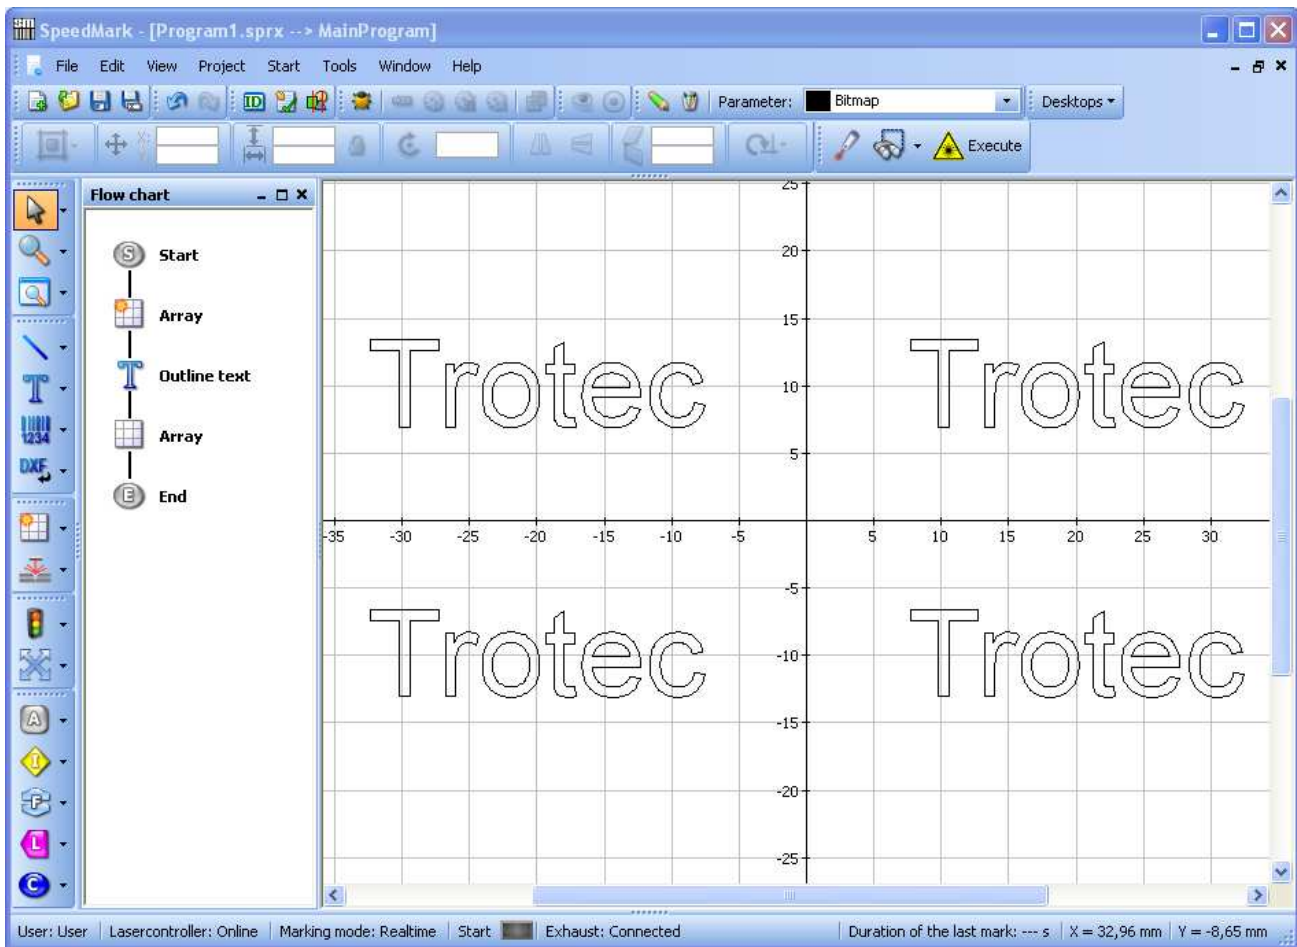 SpeedMark - [Program1.sprx --> MainProgram]
File Edit View Project Start Tools Window Help
ID Parameter: Bitmap Desktops
Execute
Flow chart
S Start
Array
Outline text
Array
E End
1234
DXF
A
I
F
L
C
25
20
15
Trotec Trotec
10
5
-35 -30 -25 -20 -15 -10 -5 5 10 15 20 25 30
-5
Trotec Trotec
-10
-15
-20
-25
User: User Lasercontroller: Online Marking mode: Realtime Start Exhaust: Connected Duration of the last mark: --- s X = 32,96 mm Y = -8,65 mm